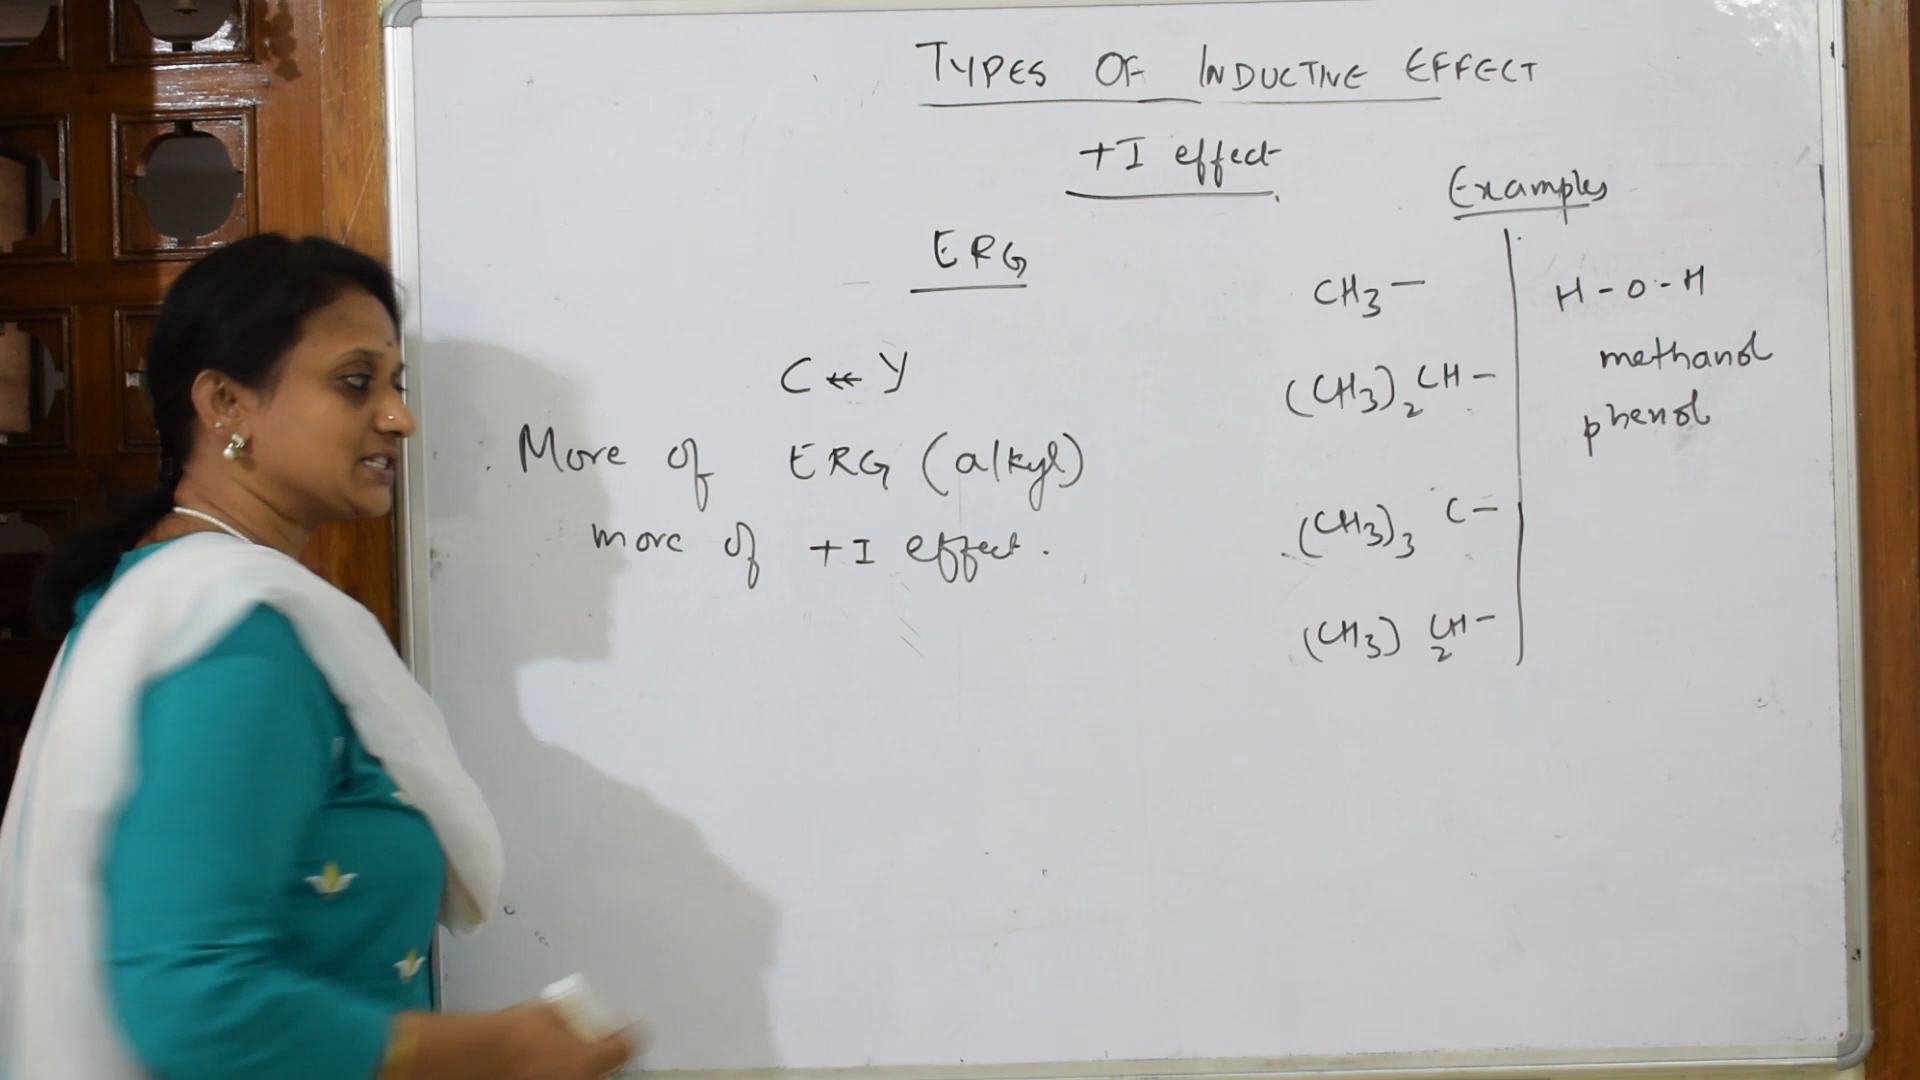 TYPES OF INDUCTIVE EFFECT
+I effect
ERG
C ↞ Y
More of ERG (alkyl)
more of +I effect.
Examples
CH3 –
(CH3)2 CH –
(CH3)3 C –
(CH3) CH2 –
H - O - H
methanol
phenol